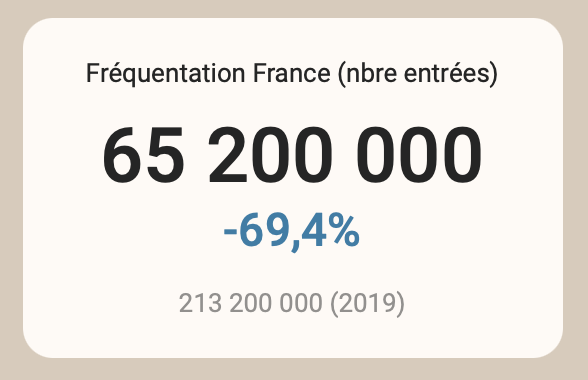 Fréquentation France (nbre entrées)
65 200 000
-69,4%
213 200 000 (2019)